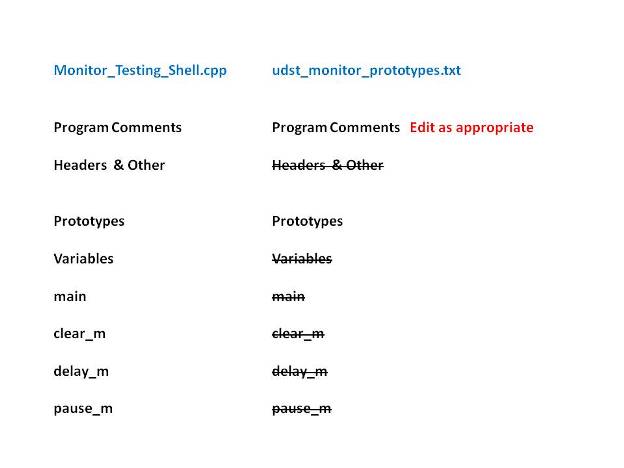 Monitor_Testing_Shell.cpp udst_monitor_prototypes.txt
Program Comments Program Comments Edit as appropriate
Headers & Other Headers & Other
Prototypes Prototypes
Variables Variables
main main
clear_m clear_m
delay_m delay_m
pause_m pause_m